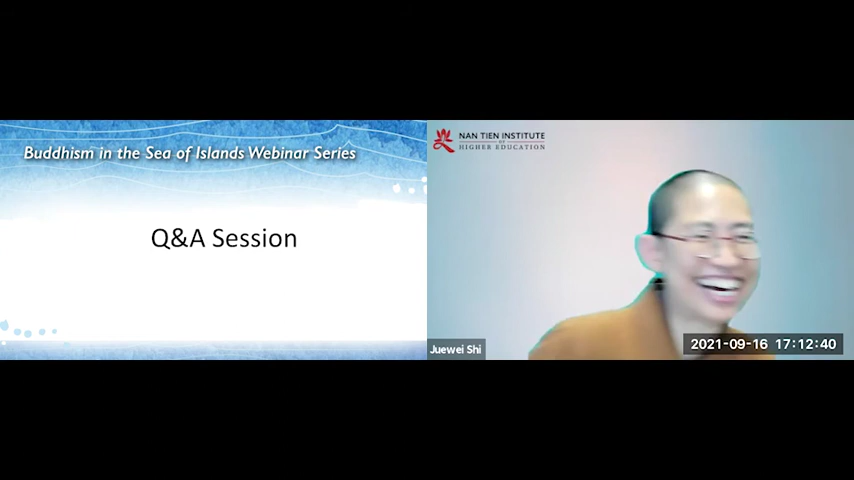 Buddhism in the Sea of Islands Webinar Series
Q&A Session
NAN TIEN INSTITUTE
OF
HIGHER EDUCATION
Juewei Shi
2021-09-16 17:12:40